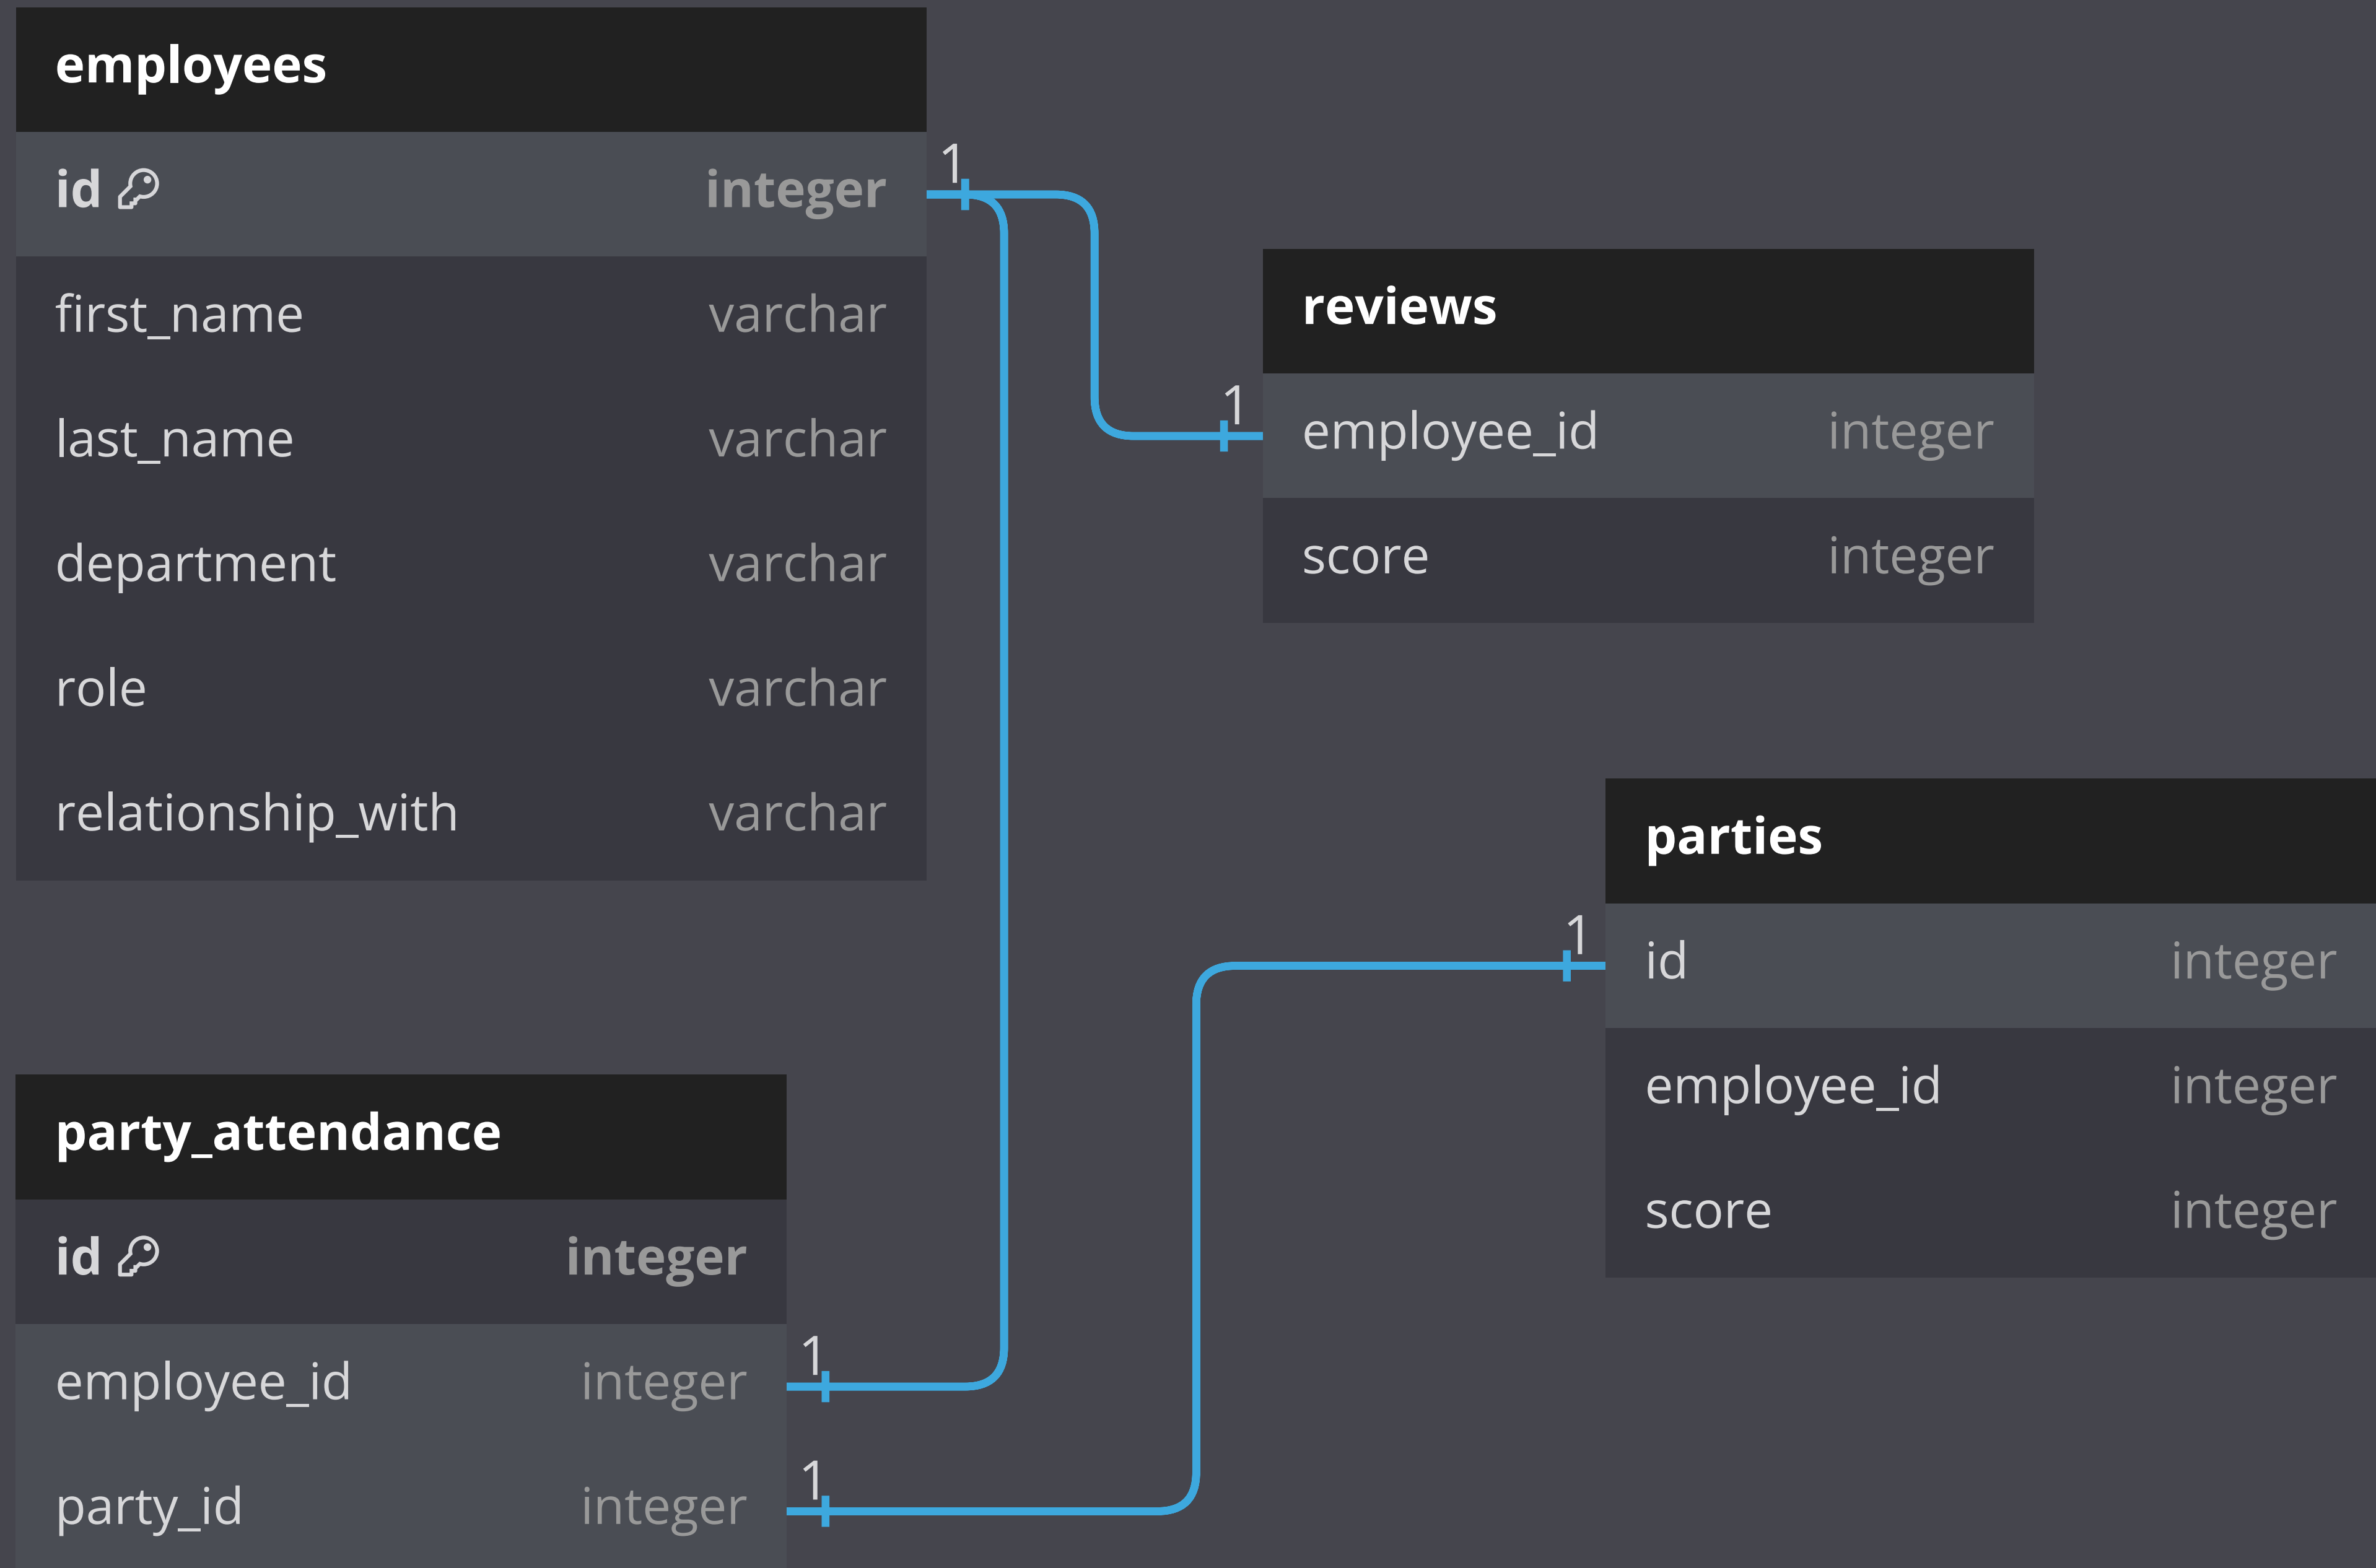 employees
id integer
first_name varchar
last_name varchar
department varchar
role varchar
relationship_with varchar
1
1
reviews
employee_id integer
score integer
1
parties
id integer
employee_id integer
score integer
party_attendance
id integer
employee_id integer
party_id integer
1
1